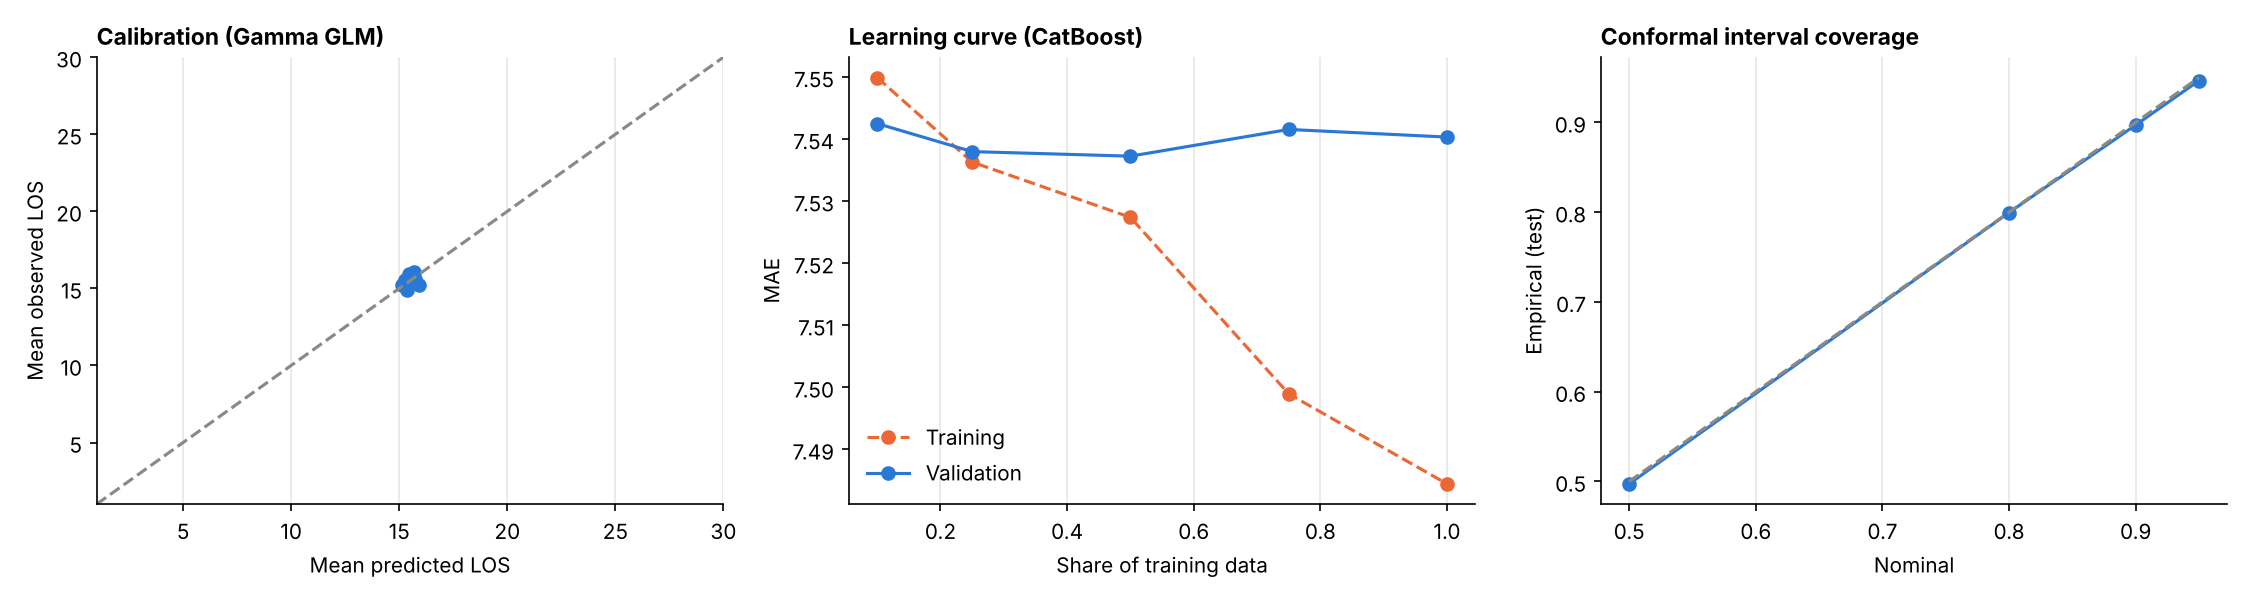 Calibration (Gamma GLM)
30
25
20
15
10
5
Mean observed LOS
5 10 15 20 25 30
Mean predicted LOS
Learning curve (CatBoost)
7.55
7.54
7.53
7.52
7.51
7.50
7.49
MAE
Training
Validation
0.2 0.4 0.6 0.8 1.0
Share of training data
Conformal interval coverage
0.9
0.8
0.7
0.6
0.5
Empirical (test)
0.5 0.6 0.7 0.8 0.9
Nominal